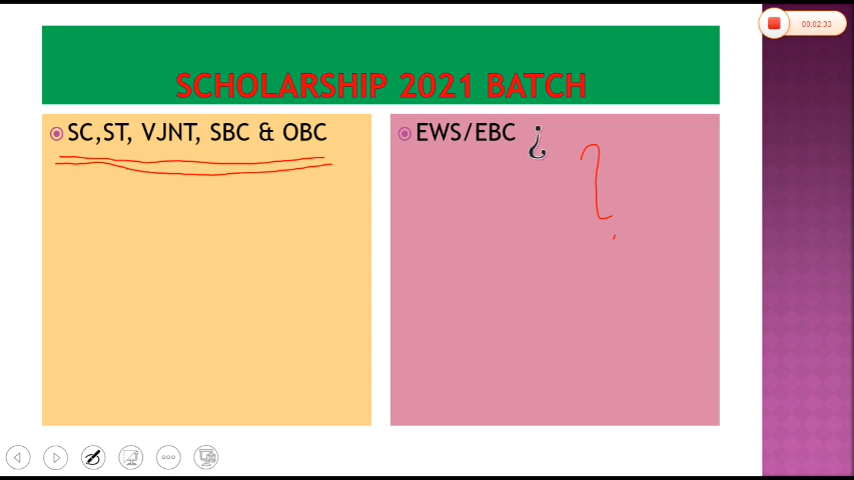 00:02:33
SCHOLARSHIP 2021 BATCH
SC,ST, VJNT, SBC & OBC
EWS/EBC ¿
?